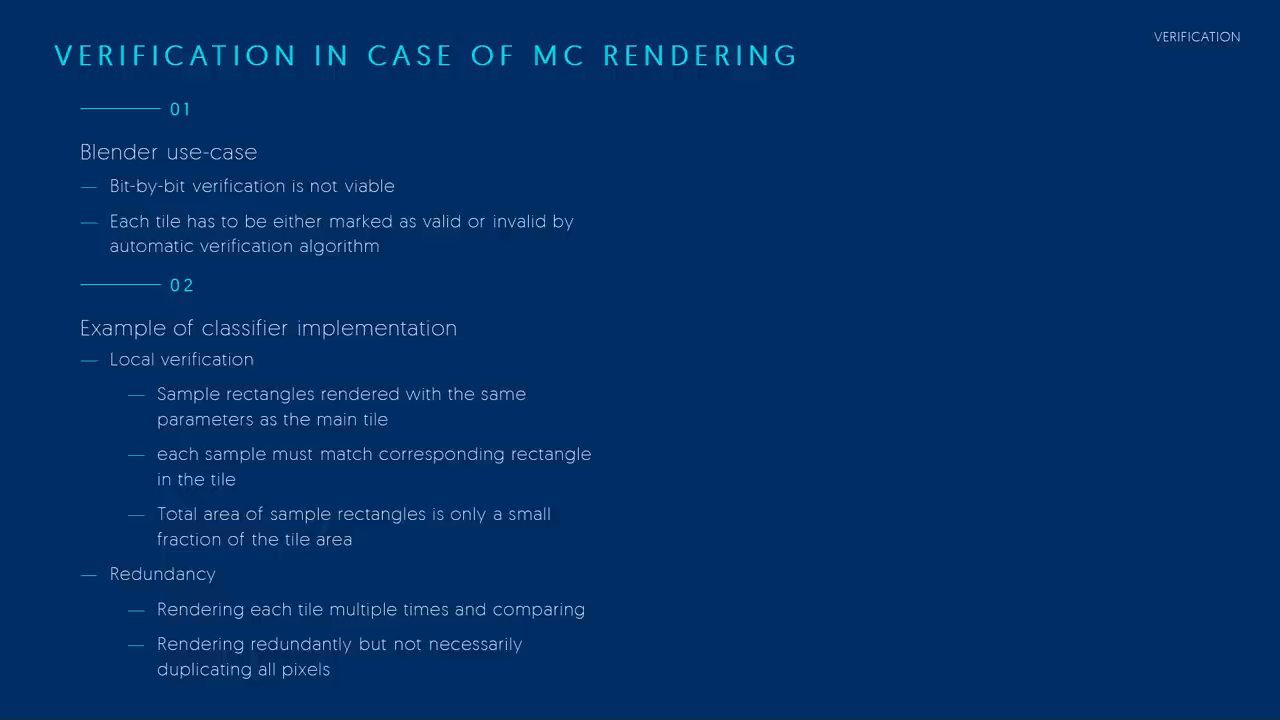 VERIFICATION
VERIFICATION IN CASE OF MC RENDERING
01
Blender use-case
— Bit-by-bit verification is not viable
— Each tile has to be either marked as valid or invalid by
automatic verification algorithm
02
Example of classifier implementation
— Local verification
— Sample rectangles rendered with the same
parameters as the main tile
— each sample must match corresponding rectangle
in the tile
— Total area of sample rectangles is only a small
fraction of the tile area
— Redundancy
— Rendering each tile multiple times and comparing
— Rendering redundantly but not necessarily
duplicating all pixels